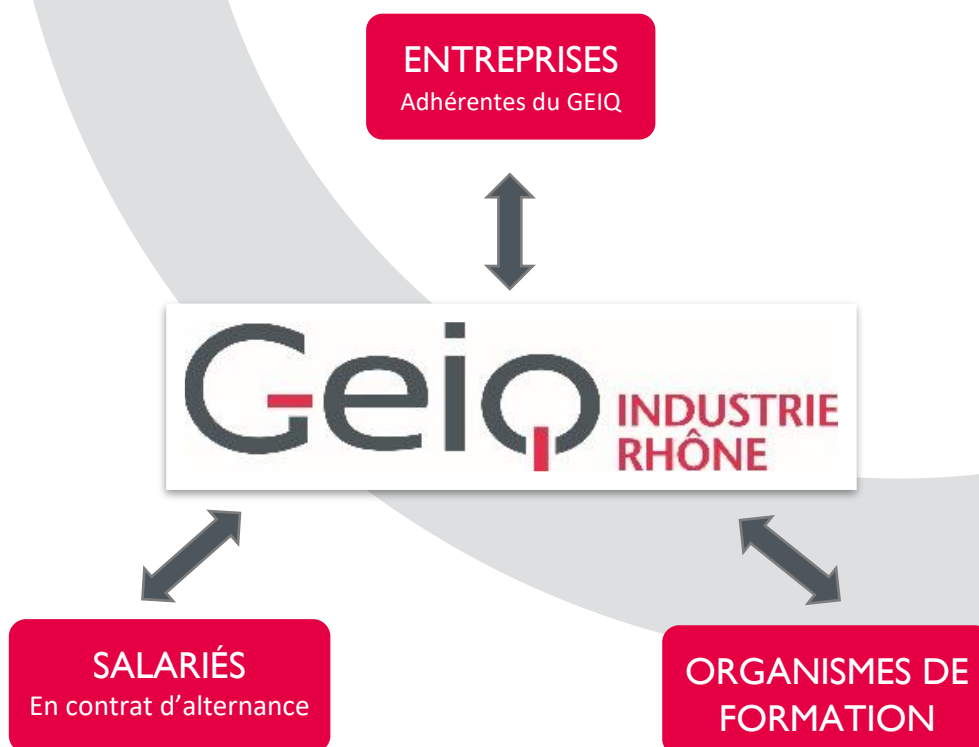 ENTREPRISES
Adhérentes du GEIQ
Geiq INDUSTRIE
RHÔNE
SALARIÉS
En contrat d'alternance
ORGANISMES DE
FORMATION